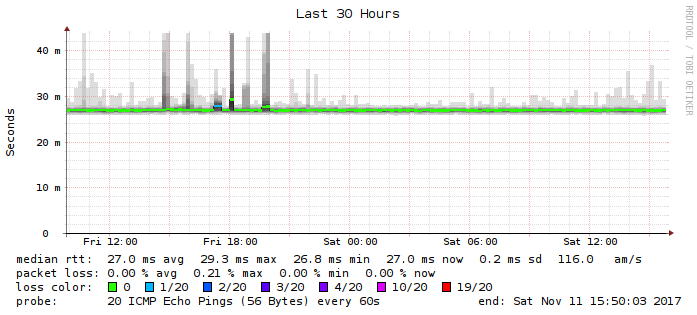 Last 30 Hours
RRDTOOL / TOBI OETIKER
Seconds
40 m
30 m
20 m
10 m
0
Fri 12:00 Fri 18:00 Sat 00:00 Sat 06:00 Sat 12:00
median rtt: 27.0 ms avg 29.3 ms max 26.8 ms min 27.0 ms now 0.2 ms sd 116.0 am/s
packet loss: 0.00 % avg 0.21 % max 0.00 % min 0.00 % now
loss color: 0 1/20 2/20 3/20 4/20 10/20 19/20
probe: 20 ICMP Echo Pings (56 Bytes) every 60s end: Sat Nov 11 15:50:03 2017